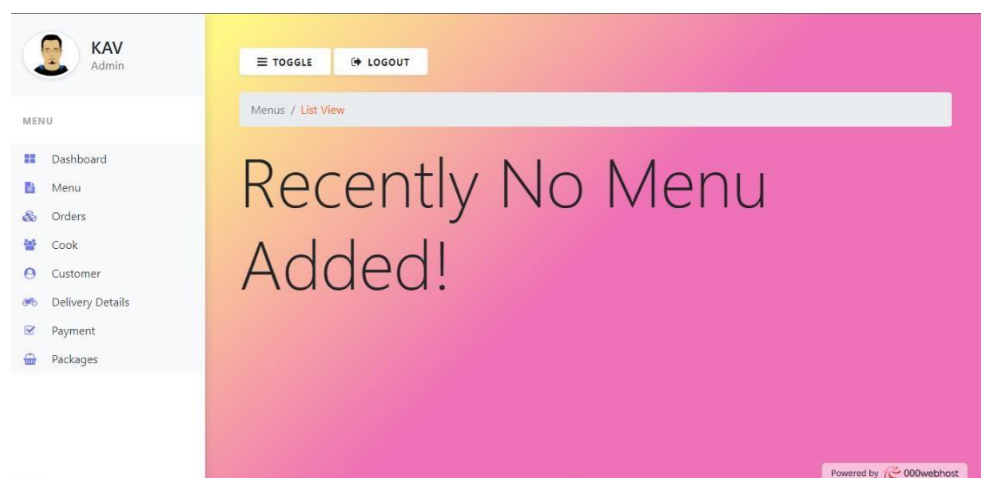 KAV
Admin
MENU
Dashboard
Menu
Orders
Cook
Customer
Delivery Details
Payment
Packages
TOGGLE
LOGOUT
Menus / List View
Recently No Menu
Added!
Powered by 000webhost